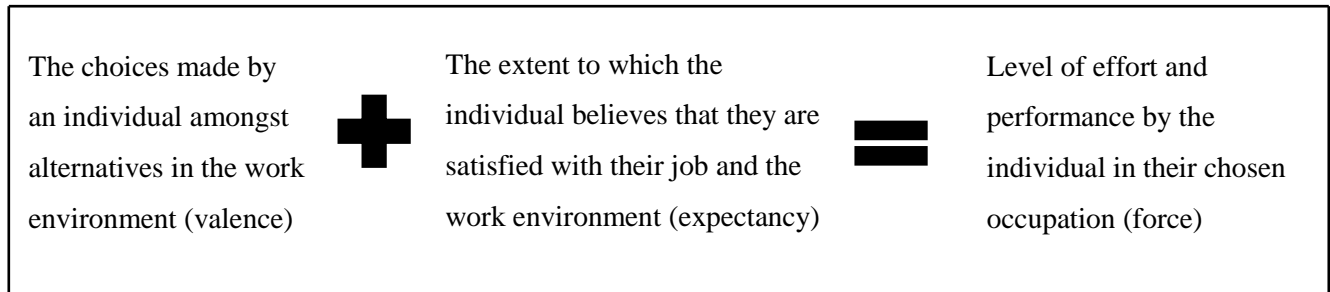 The choices made by
an individual amongst
alternatives in the work
environment (valence)
The extent to which the
individual believes that they are
satisfied with their job and the
work environment (expectancy)
Level of effort and
performance by the
individual in their chosen
occupation (force)